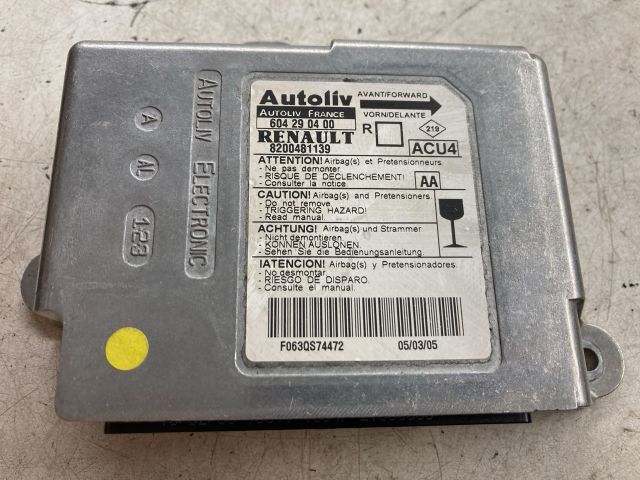 Autoliv
AUTOLIV FRANCE
604 29 04 00
RENAULT
8200481139
AVANT/FORWARD
VORN/DELANTE
R
219
ACU4
ATTENTION! Airbag(s) et Pretensionneurs.
- Ne pas demonter.
- RISQUE DE DECLENCHEMENT!
- Consulter la notice.
AA
CAUTION! Airbag(s) and Pretensioners.
- Do not remove.
- TRIGGERING HAZARD!
- Read manual.
ACHTUNG! Airbag(s) und Strammer
- Nicht demontieren
- KÖNNEN AUSLÖNEN.
- Sehen Sie die Bedienungsanleitung.
¡ATENCION! Airbag(s) y Pretensionadores.
- No desmontar
- RIESGO DE DISPARO.
- Consulte el manual.
F063QS74472
05/03/05
AUTOLIV ELECTRONIC
A
AL
123